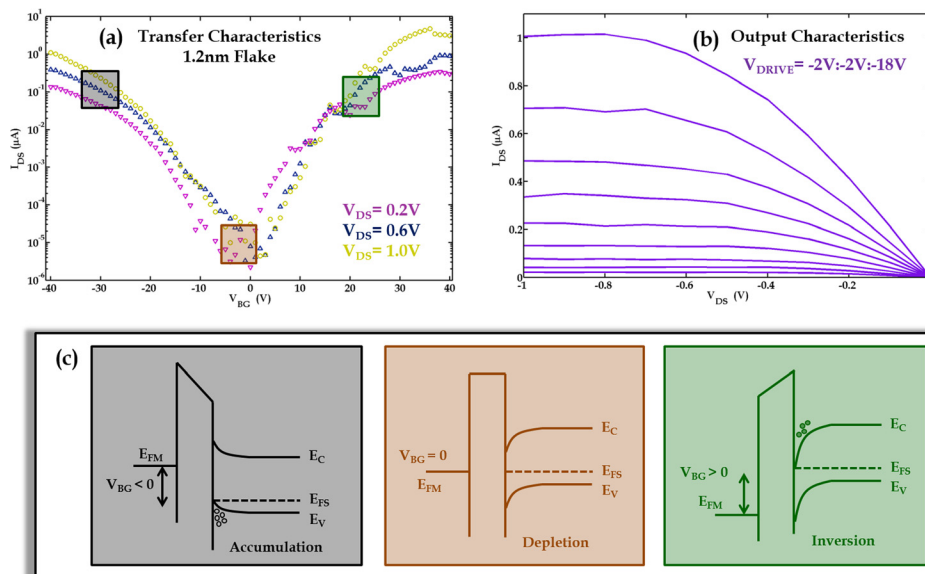 (a) Transfer Characteristics
1.2nm Flake
I_DS (μA)
10^1
10^0
10^-1
10^-2
10^-3
10^-4
10^-5
10^-6
V_DS= 0.2V
V_DS= 0.6V
V_DS= 1.0V
-40 -30 -20 -10 0 10 20 30 40
V_BG (V)
(b) Output Characteristics
V_DRIVE= -2V:-2V:-18V
I_DS (μA)
1
0.8
0.6
0.4
0.2
0
-1 -0.8 -0.6 -0.4 -0.2
V_DS (V)
(c)
E_FM
V_BG < 0
E_C
E_FS
E_V
Accumulation
V_BG = 0
E_FM
E_C
E_FS
E_V
Depletion
V_BG > 0
E_FM
E_C
E_FS
E_V
Inversion